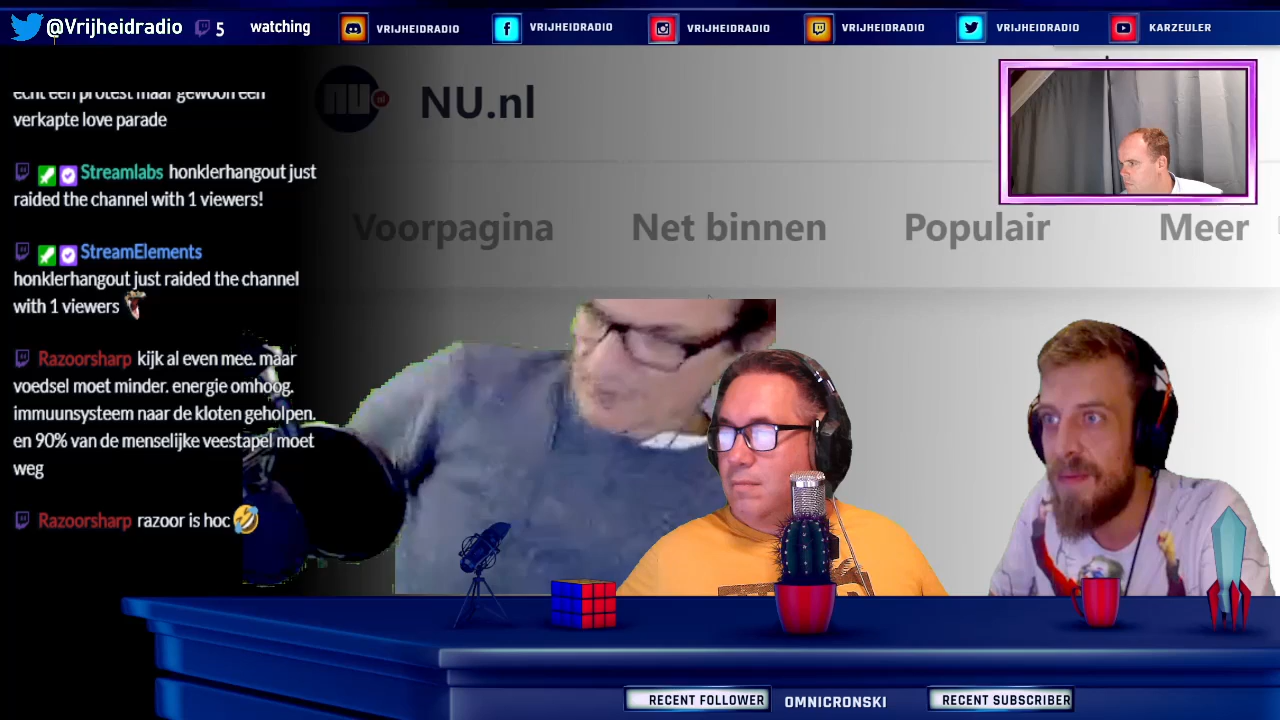 @Vrijheidradio 5 watching VRIJHEIDRADIO VRIJHEIDRADIO VRIJHEIDRADIO VRIJHEIDRADIO VRIJHEIDRADIO KARZEULER
echt een protest maar gewoon een
verkapte love parade
Streamlabs honklerhangout just
raided the channel with 1 viewers!
StreamElements
honklerhangout just raided the channel
with 1 viewers
Razoorsharp kijk al even mee. maar
voedsel moet minder. energie omhoog.
immuunsysteem naar de kloten geholpen.
en 90% van de menselijke veestapel moet
weg
Razoorsharp razoor is hoc
NU nl NU.nl
Voorpagina Net binnen Populair Meer
RECENT FOLLOWER OMNICRONSKI RECENT SUBSCRIBER